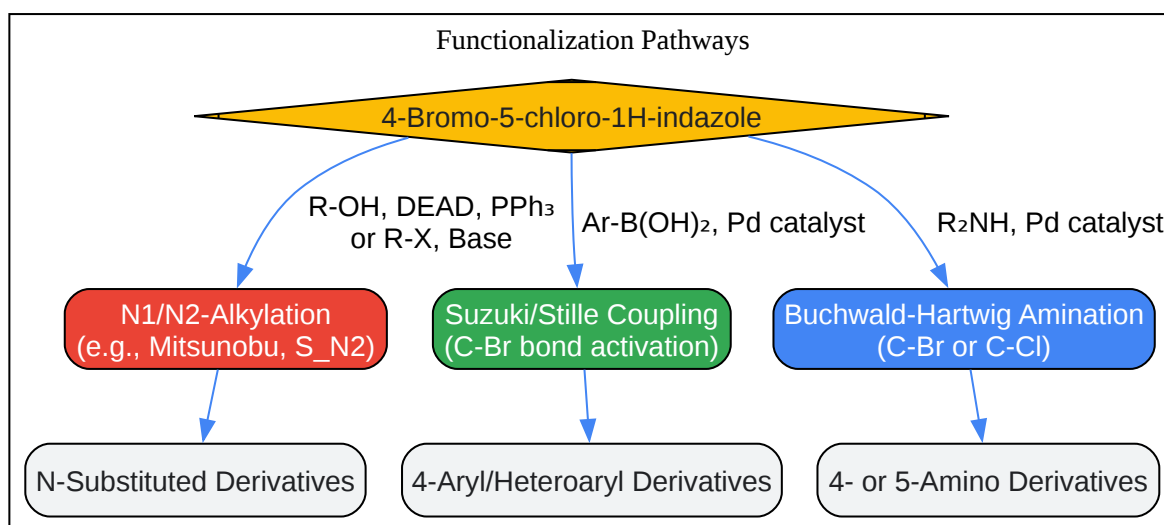 Functionalization Pathways
4-Bromo-5-chloro-1H-indazole
R-OH, DEAD, PPh₃
or R-X, Base
Ar-B(OH)₂, Pd catalyst
R₂NH, Pd catalyst
N1/N2-Alkylation
(e.g., Mitsunobu, S_N2)
Suzuki/Stille Coupling
(C-Br bond activation)
Buchwald-Hartwig Amination
(C-Br or C-Cl)
N-Substituted Derivatives
4-Aryl/Heteroaryl Derivatives
4- or 5-Amino Derivatives